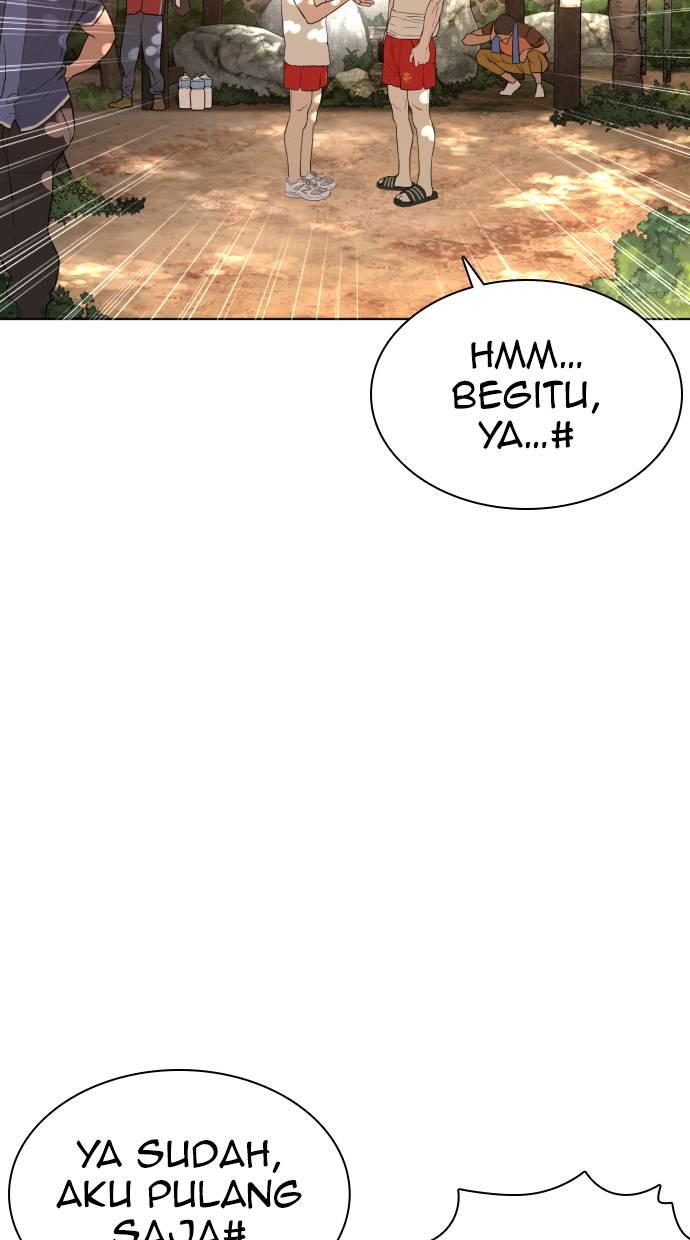 HMM...
BEGITU,
YA...#
YA SUDAH,
AKU PULANG
SAJA#